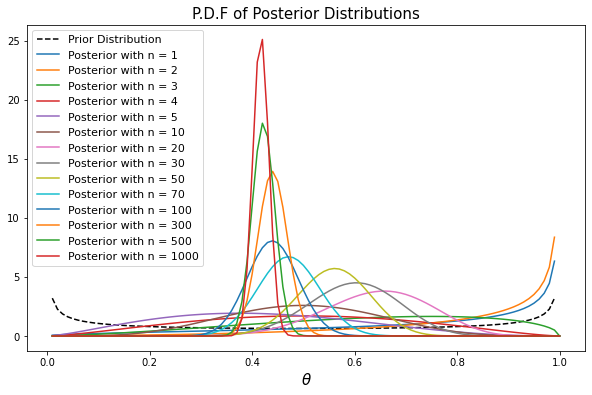 P.D.F of Posterior Distributions
Prior Distribution
Posterior with n = 1
Posterior with n = 2
Posterior with n = 3
Posterior with n = 4
Posterior with n = 5
Posterior with n = 10
Posterior with n = 20
Posterior with n = 30
Posterior with n = 50
Posterior with n = 70
Posterior with n = 100
Posterior with n = 300
Posterior with n = 500
Posterior with n = 1000
25
20
15
10
5
0
0.0 0.2 0.4 0.6 0.8 1.0
θ